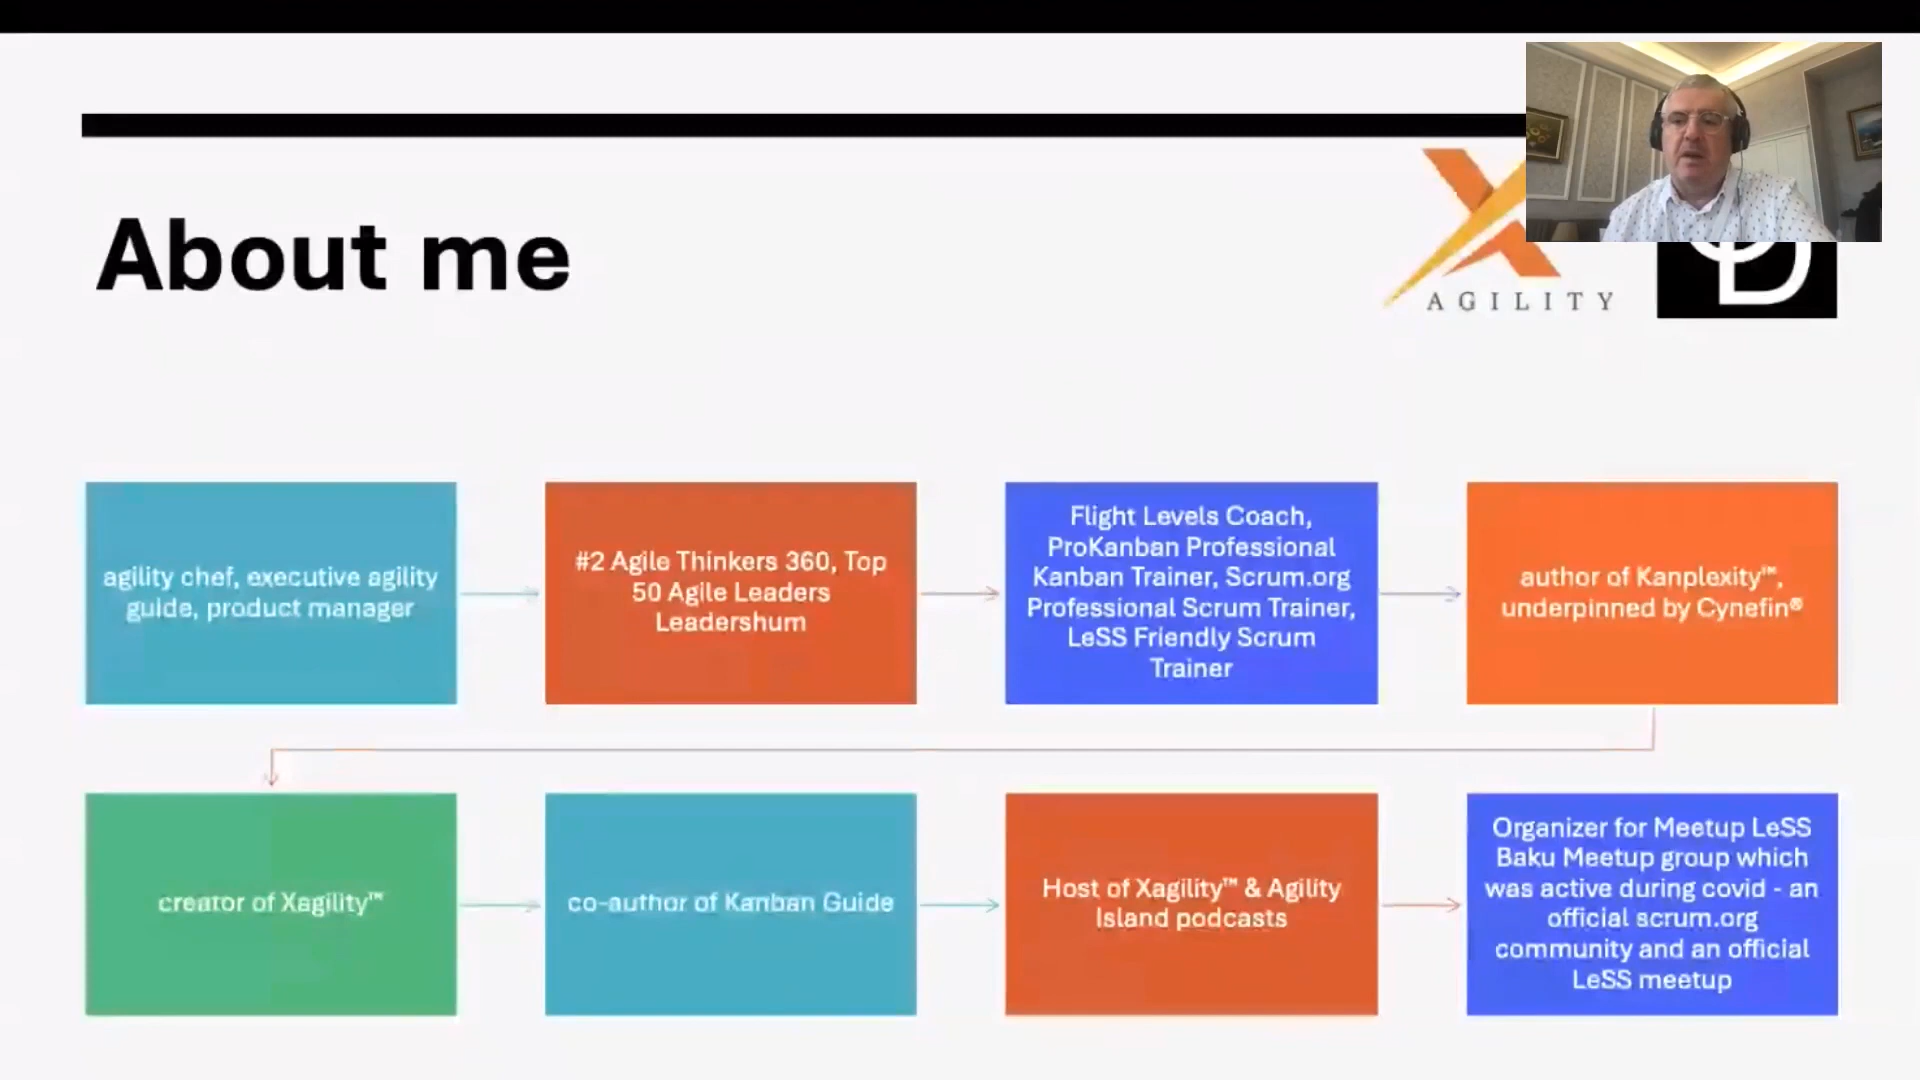 About me
AGILITY
agility chef, executive agility
guide, product manager
#2 Agile Thinkers 360, Top
50 Agile Leaders
Leadershum
Flight Levels Coach,
ProKanban Professional
Kanban Trainer, Scrum.org
Professional Scrum Trainer,
LeSS Friendly Scrum
Trainer
author of Kanplexity™,
underpinned by Cynefin®
creator of Xagility™
co-author of Kanban Guide
Host of Xagility™ & Agility
Island podcasts
Organizer for Meetup LeSS
Baku Meetup group which
was active during covid - an
official scrum.org
community and an official
LeSS meetup